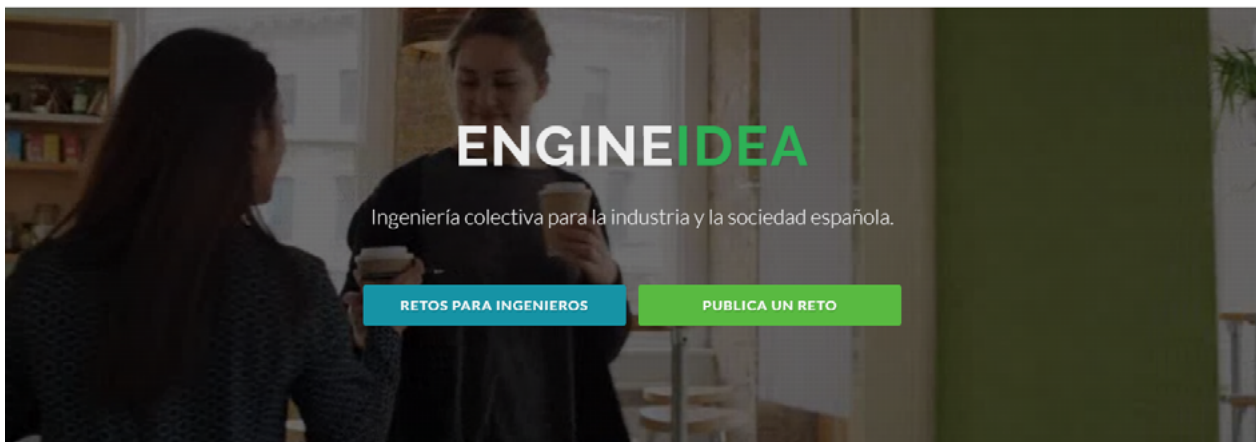 ENGINEIDEA
Ingeniería colectiva para la industria y la sociedad española.
RETOS PARA INGENIEROS
PUBLICA UN RETO